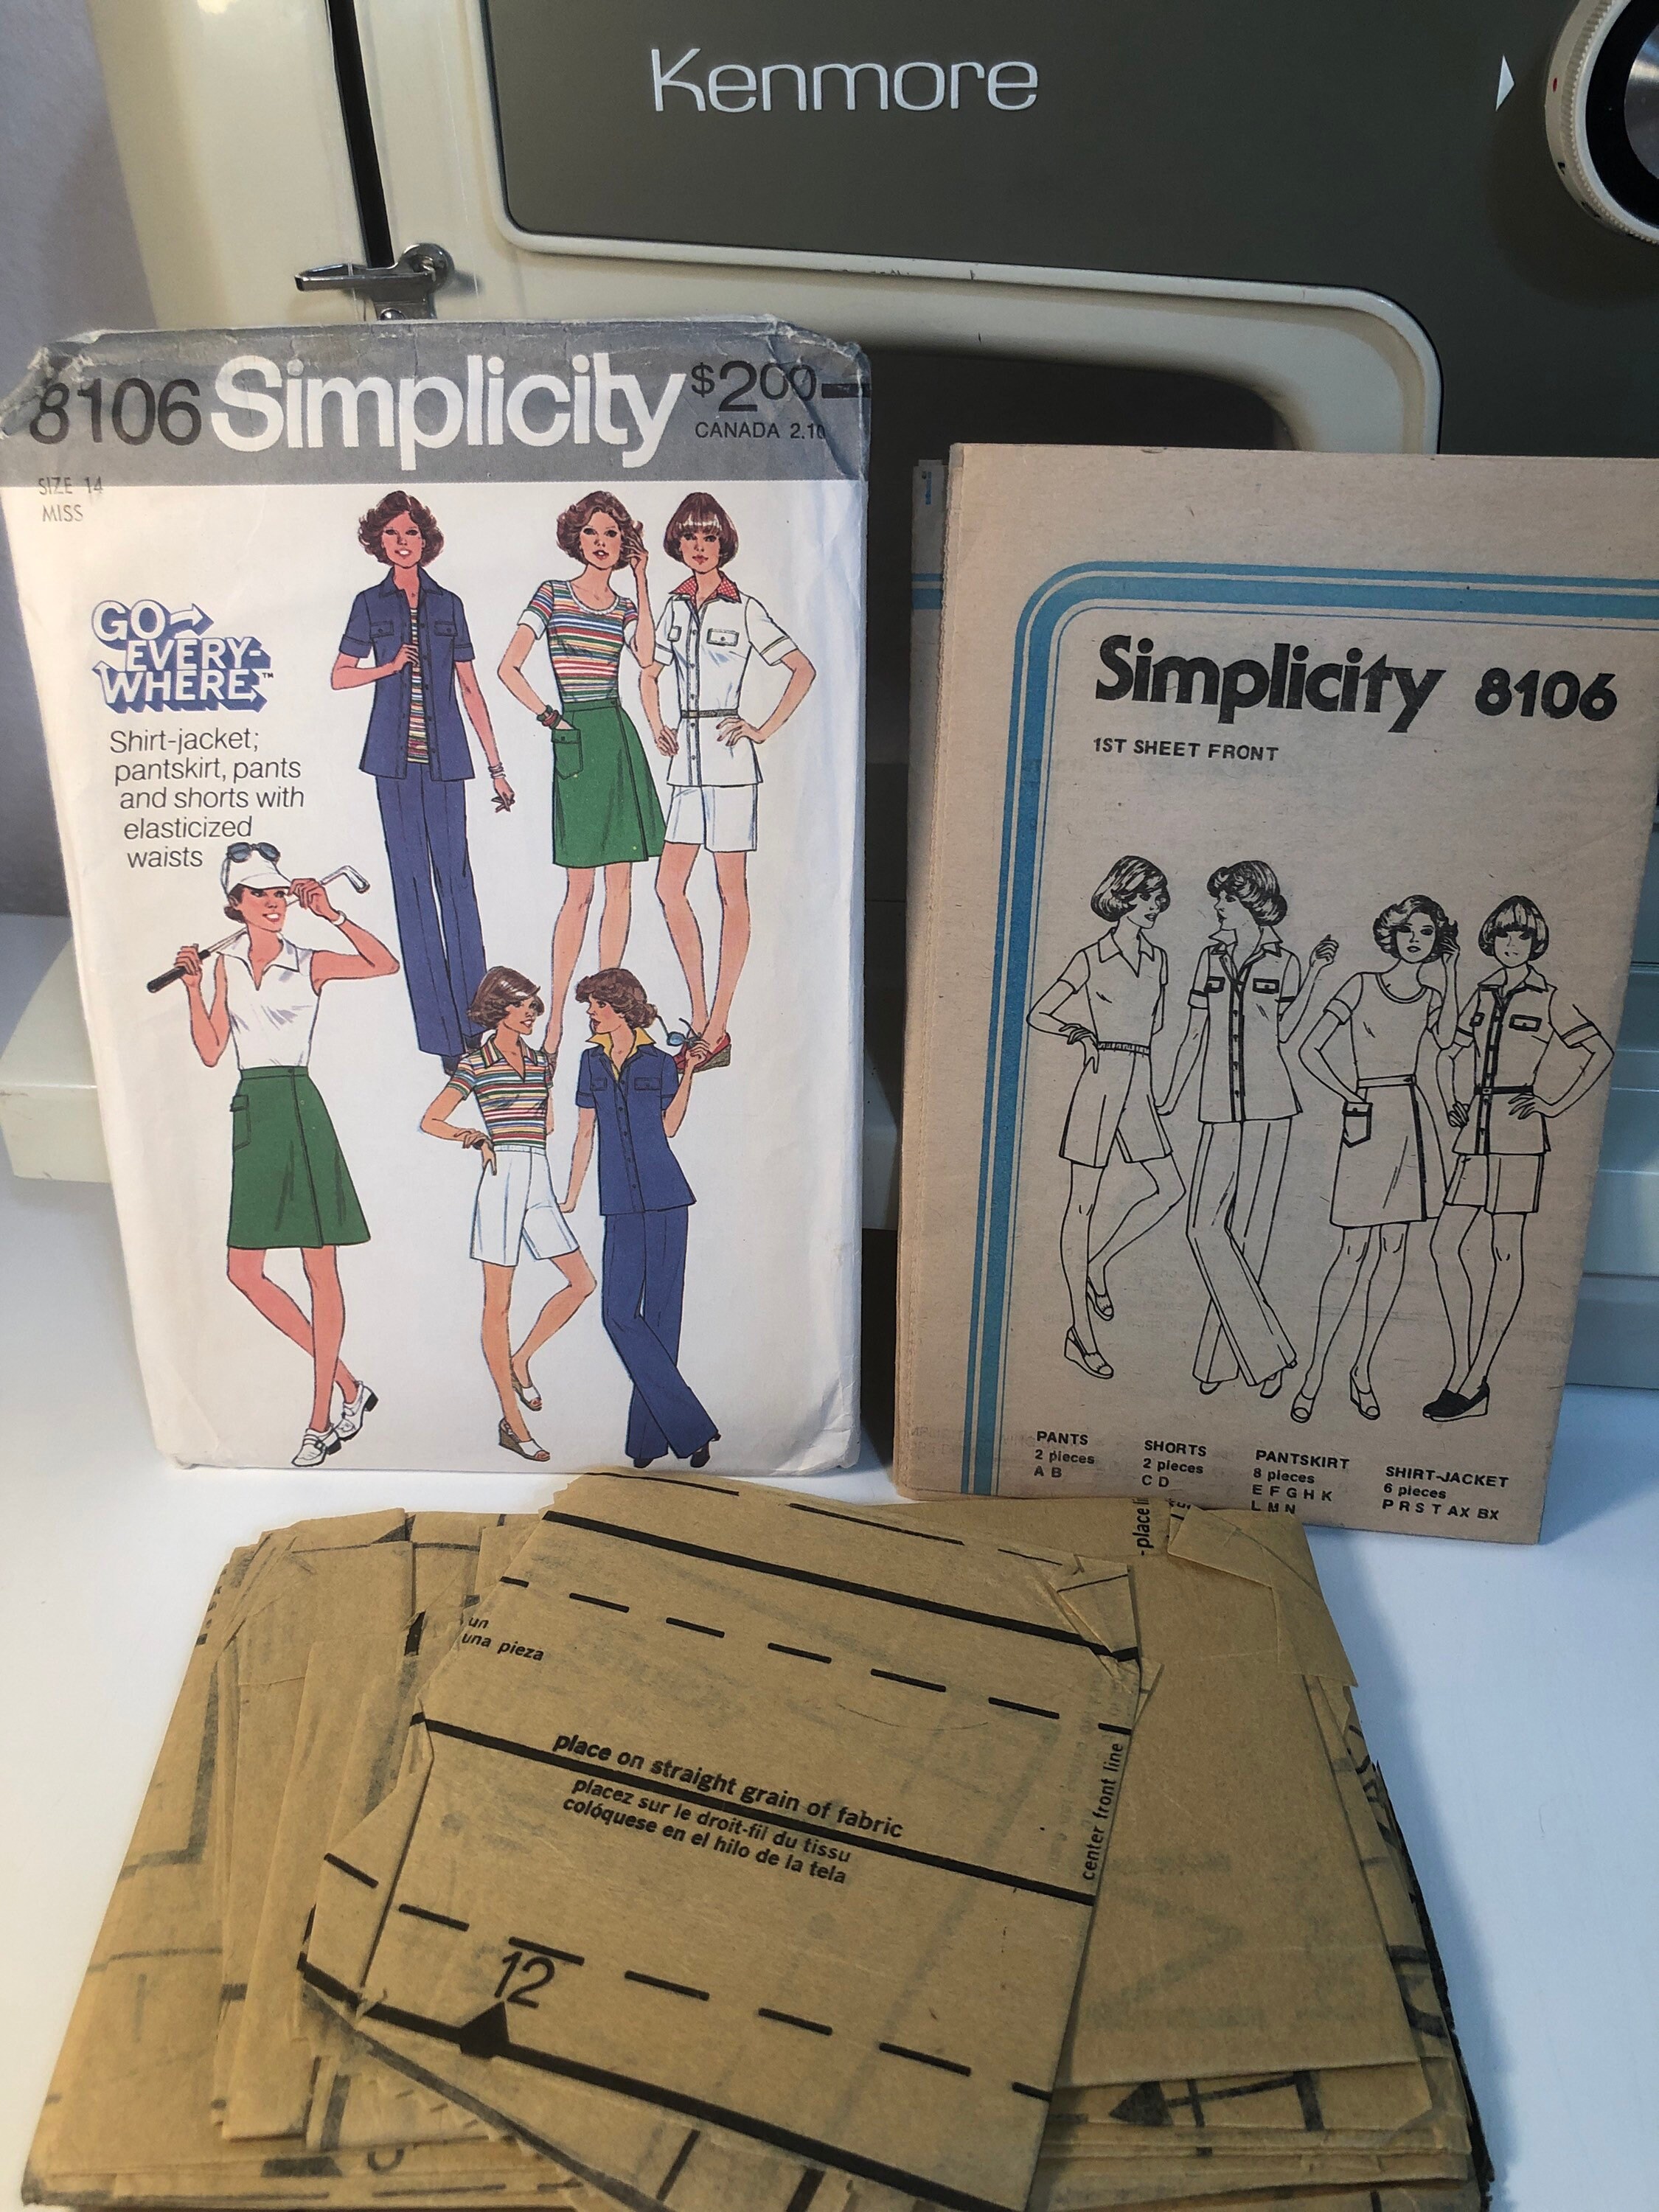 Kenmore
8106 Simplicity $2.00
CANADA 2.10
SIZE 14
MISS
GO
EVERY-
WHERE™
Shirt-jacket;
pantskirt, pants
and shorts with
elasticized
waists
Simplicity 8106
1ST SHEET FRONT
PANTS
2 pieces
A B
SHORTS
2 pieces
C D
PANTSKIRT
8 pieces
E F G H K
L M N
SHIRT-JACKET
6 pieces
P R S T AX BX
un
una pieza
place on straight grain of fabric
placez sur le droit-fil du tissu
colóquese en el hilo de la tela
center front line
12
-place